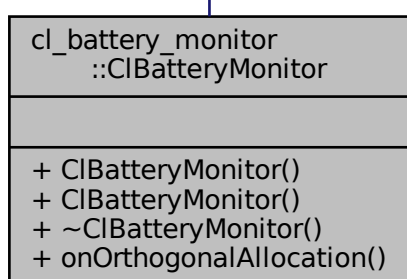 cl_battery_monitor
::ClBatteryMonitor
+ ClBatteryMonitor()
+ ClBatteryMonitor()
+ ~ClBatteryMonitor()
+ onOrthogonalAllocation()